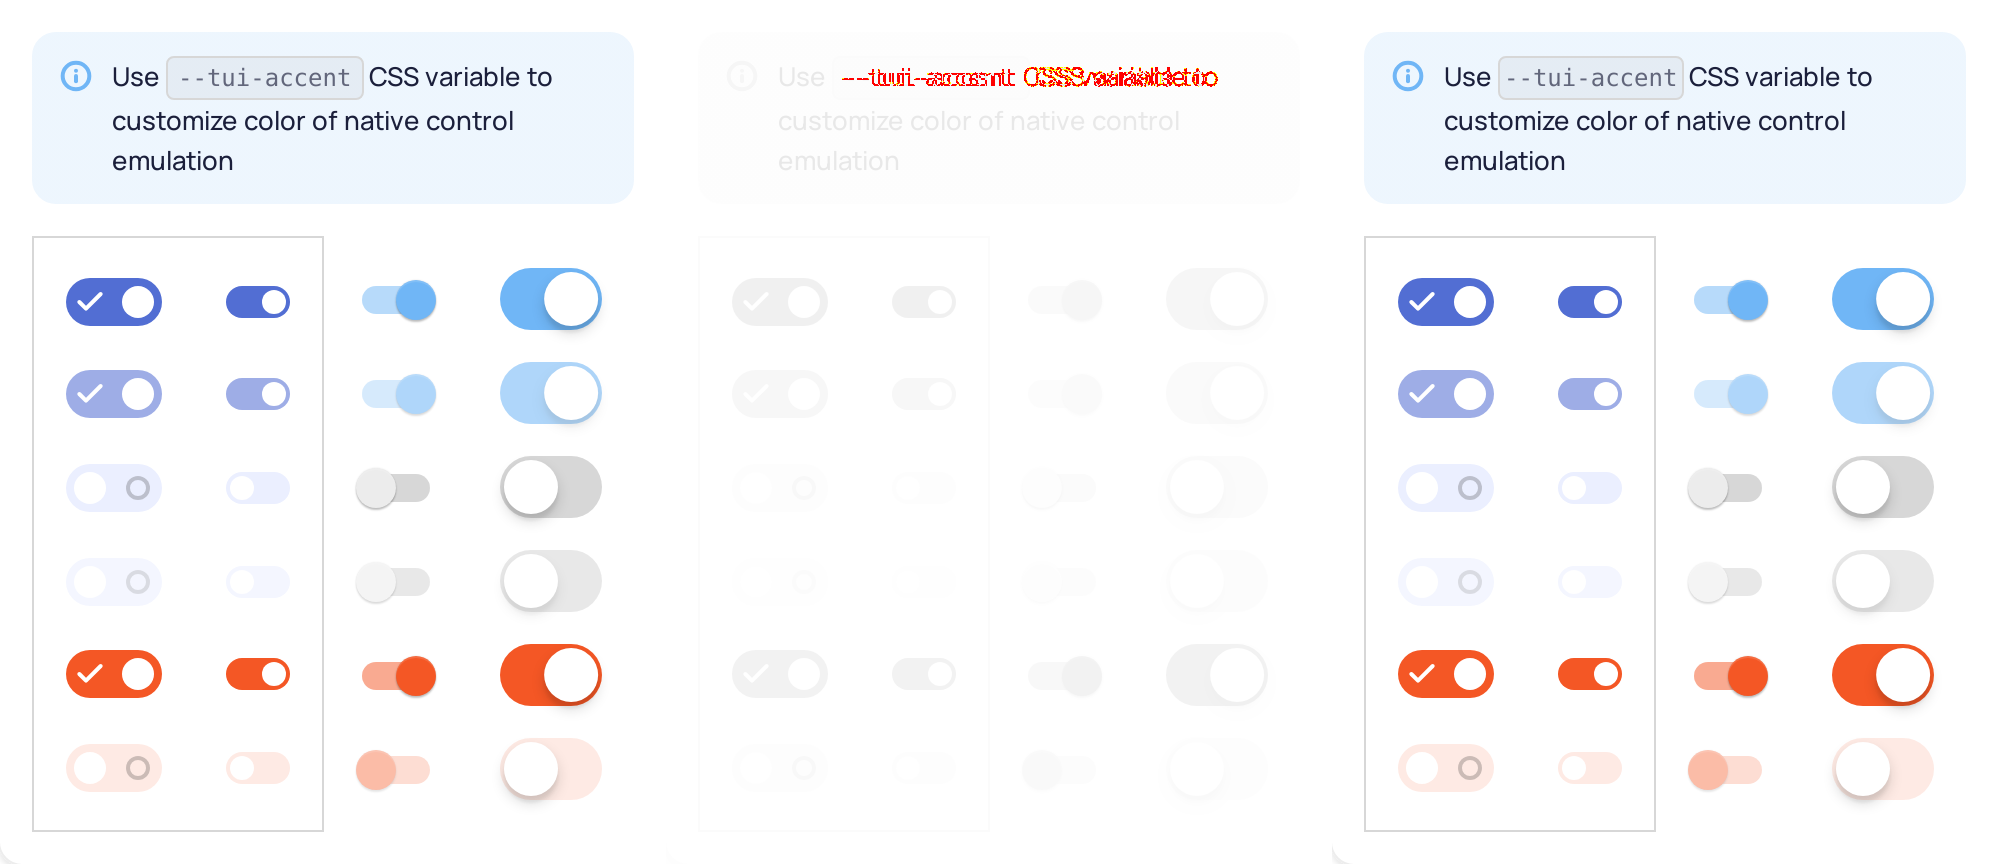 Use --tui-accent CSS variable to
customize color of native control
emulation
Use --tui-accent CSS variable to
customize color of native control
emulation
Use --tui-accent CSS variable to
customize color of native control
emulation